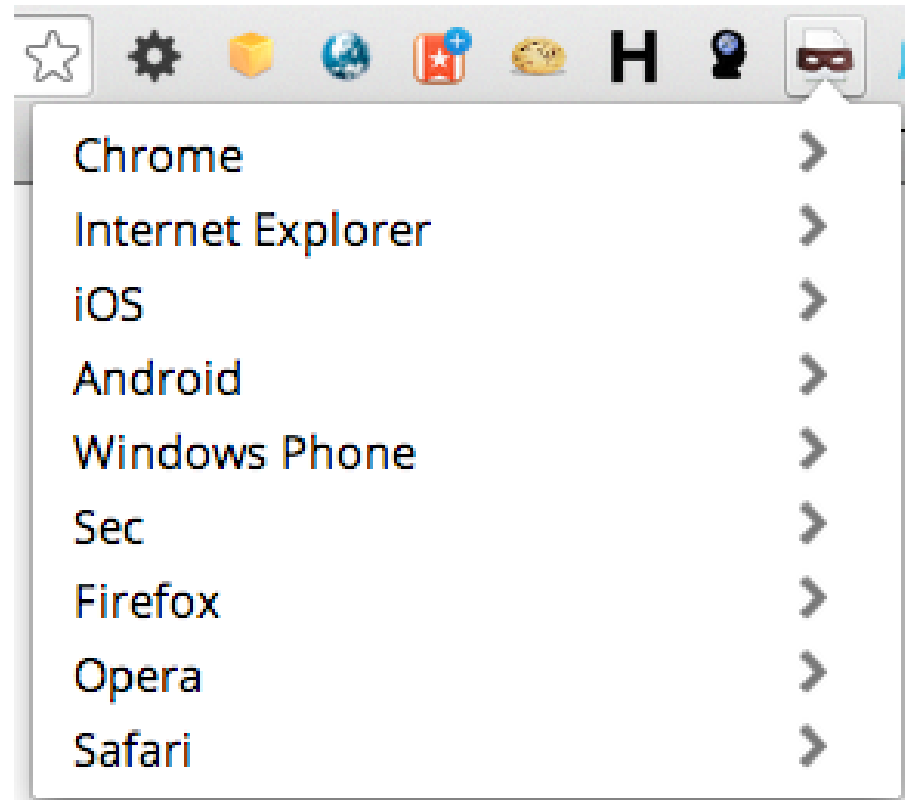 H
Chrome
Internet Explorer
iOS
Android
Windows Phone
Sec
Firefox
Opera
Safari